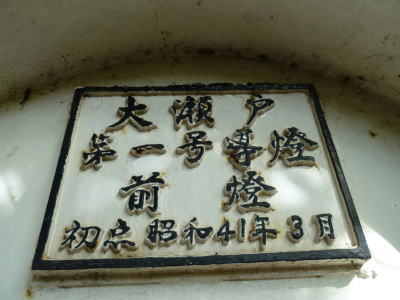 大瀬戸
第一号導燈
前燈
初点昭和41年3月